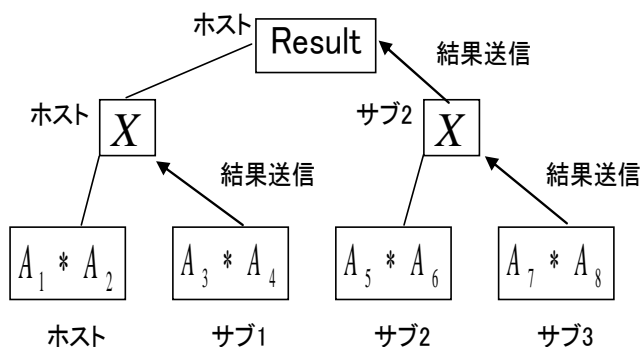 ホスト
Result
結果送信
ホスト
X
サブ2
X
結果送信
結果送信
A₁ * A₂
A₃ * A₄
A₅ * A₆
A₇ * A₈
ホスト
サブ1
サブ2
サブ3